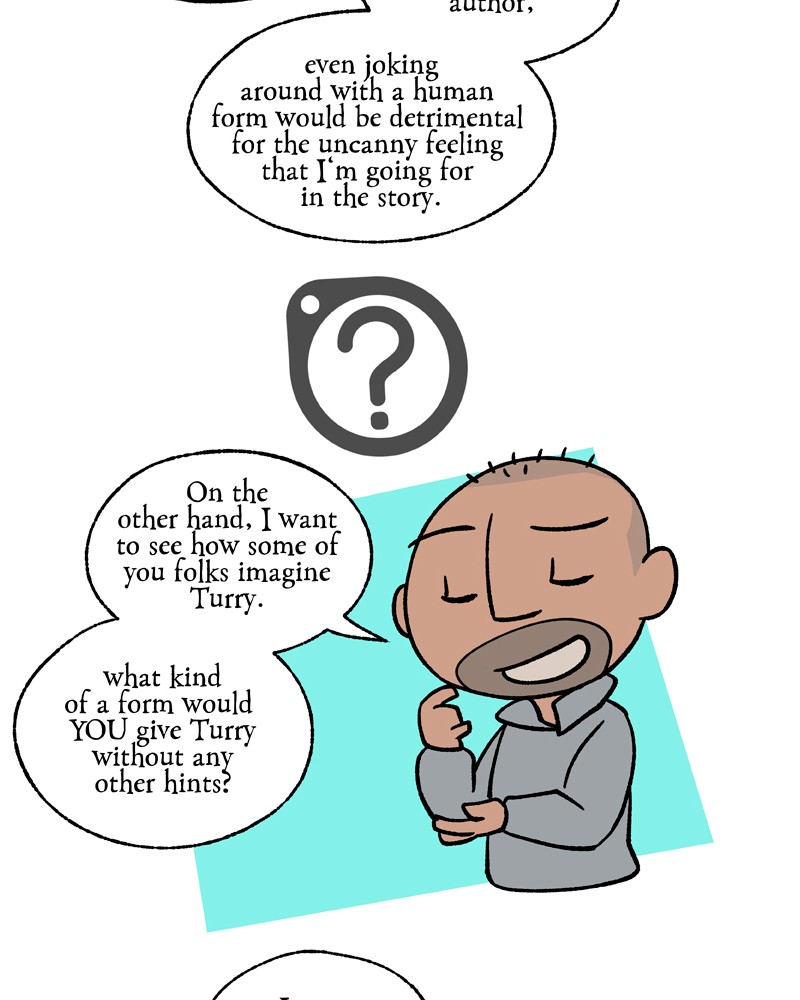 author,
even joking
around with a human
form would be detrimental
for the uncanny feeling
that I'm going for
in the story.
?
On the
other hand, I want
to see how some of
you folks imagine
Turry.
what kind
of a form would
YOU give Turry
without any
other hints?